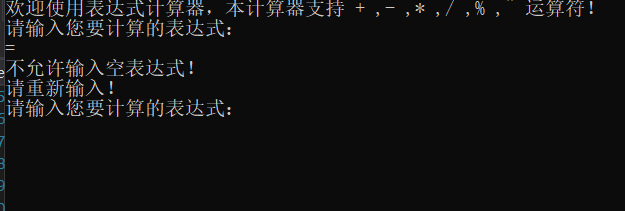 欢迎使用表达式计算器，本计算器支持 + ,- ,* ,/ ,% ,^ 运算符！
请输入您要计算的表达式：
=
不允许输入空表达式！
请重新输入！
请输入您要计算的表达式：